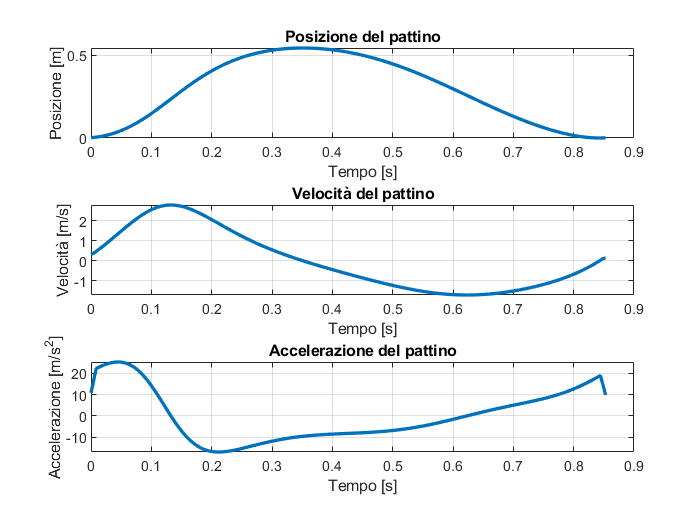 Posizione del pattino
Posizione [m]
0.5
0
0 0.1 0.2 0.3 0.4 0.5 0.6 0.7 0.8 0.9
Tempo [s]
Velocità del pattino
Velocità [m/s]
2
1
0
-1
0 0.1 0.2 0.3 0.4 0.5 0.6 0.7 0.8 0.9
Tempo [s]
Accelerazione del pattino
Accelerazione [m/s²]
20
10
0
-10
0 0.1 0.2 0.3 0.4 0.5 0.6 0.7 0.8 0.9
Tempo [s]